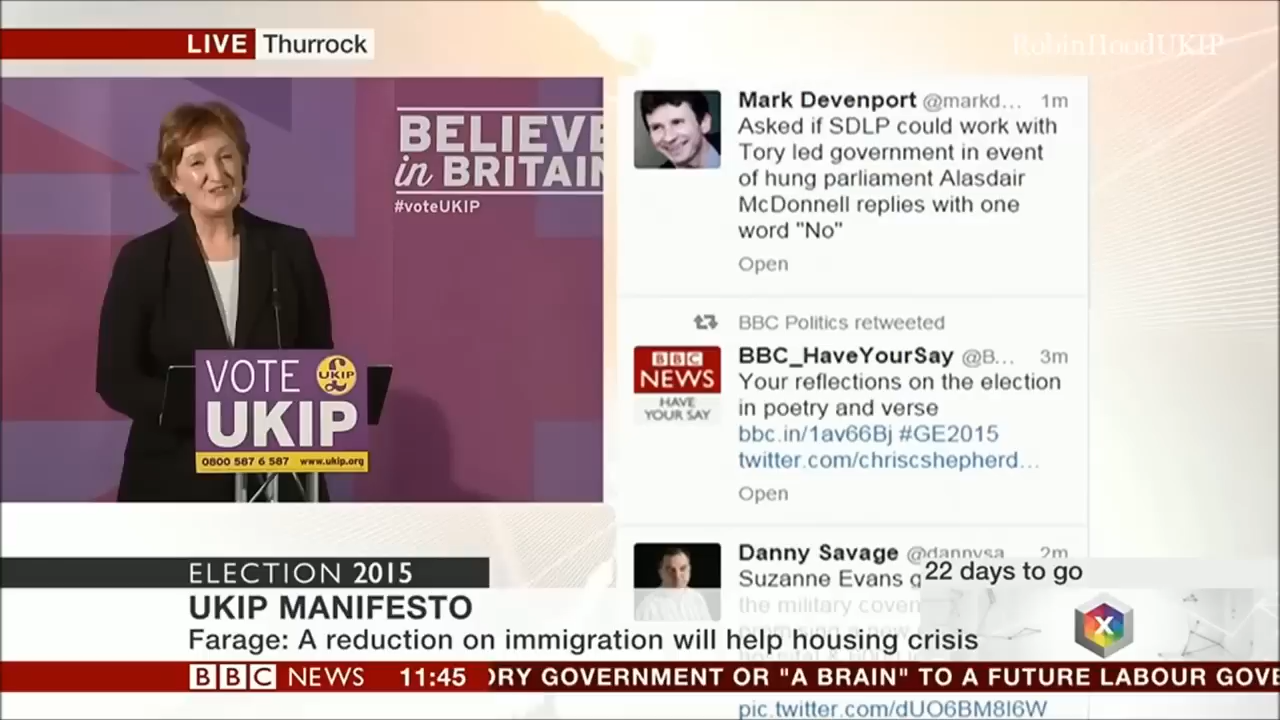 LIVE Thurrock
RobinHoodUKIP
BELIEVE
in BRITAIN
#voteUKIP
VOTE
UKIP
UKIP
0800 587 6 587 www.ukip.org
Mark Devenport @markd... 1m
Asked if SDLP could work with
Tory led government in event
of hung parliament Alasdair
McDonnell replies with one
word "No"
Open
BBC Politics retweeted
BBC_HaveYourSay @B... 3m
Your reflections on the election
in poetry and verse
bbc.in/1av66Bj #GE2015
twitter.com/chriscshepherd...
Open
BBC
NEWS
HAVE
YOUR SAY
Danny Savage @dannysa 2m
Suzanne Evans
the military coven
22 days to go
X
ELECTION 2015
UKIP MANIFESTO
Farage: A reduction on immigration will help housing crisis
BBC NEWS 11:45 ORY GOVERNMENT OR "A BRAIN" TO A FUTURE LABOUR GOVE
pic.twitter.com/dUO6BM8I6W